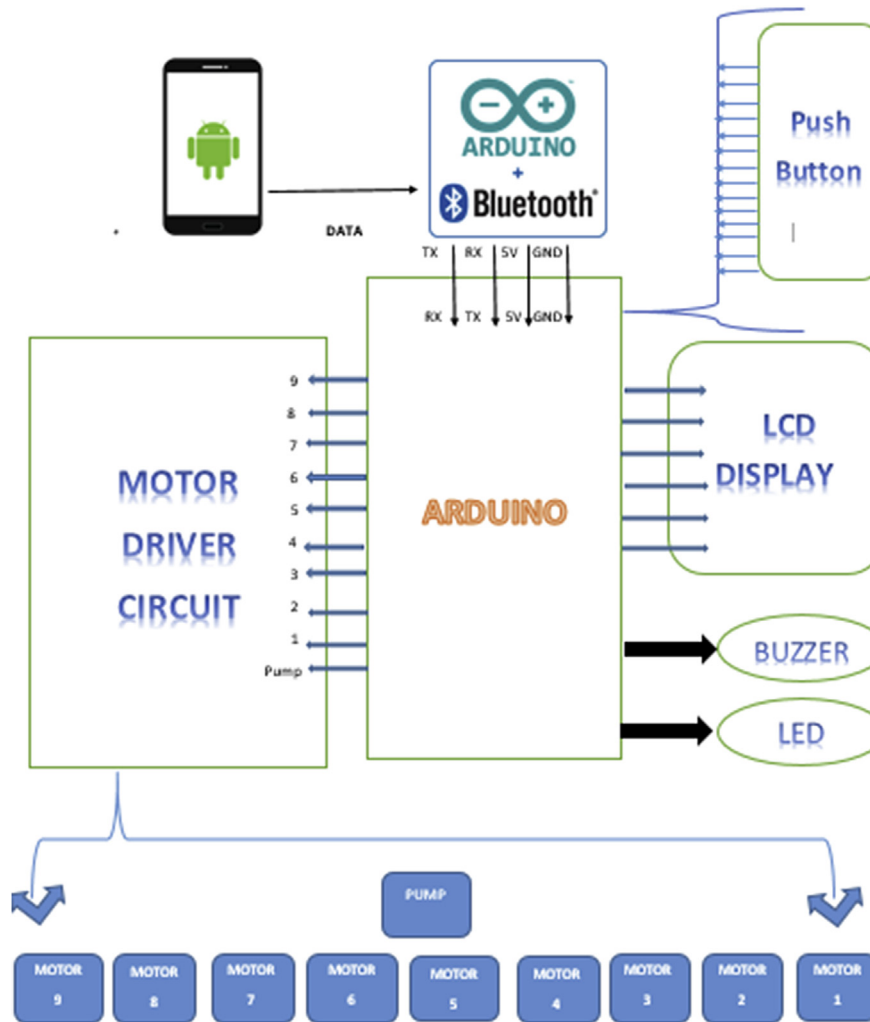 ARDUINO
+
Bluetooth
DATA
Push
Button
TX RX 5V GND
RX TX 5V GND
9
8
7
6
5
4
3
2
1
Pump
MOTOR
DRIVER
CIRCUIT
ARDUINO
LCD
DISPLAY
BUZZER
LED
PUMP
MOTOR
9
MOTOR
8
MOTOR
7
MOTOR
6
MOTOR
5
MOTOR
4
MOTOR
3
MOTOR
2
MOTOR
1